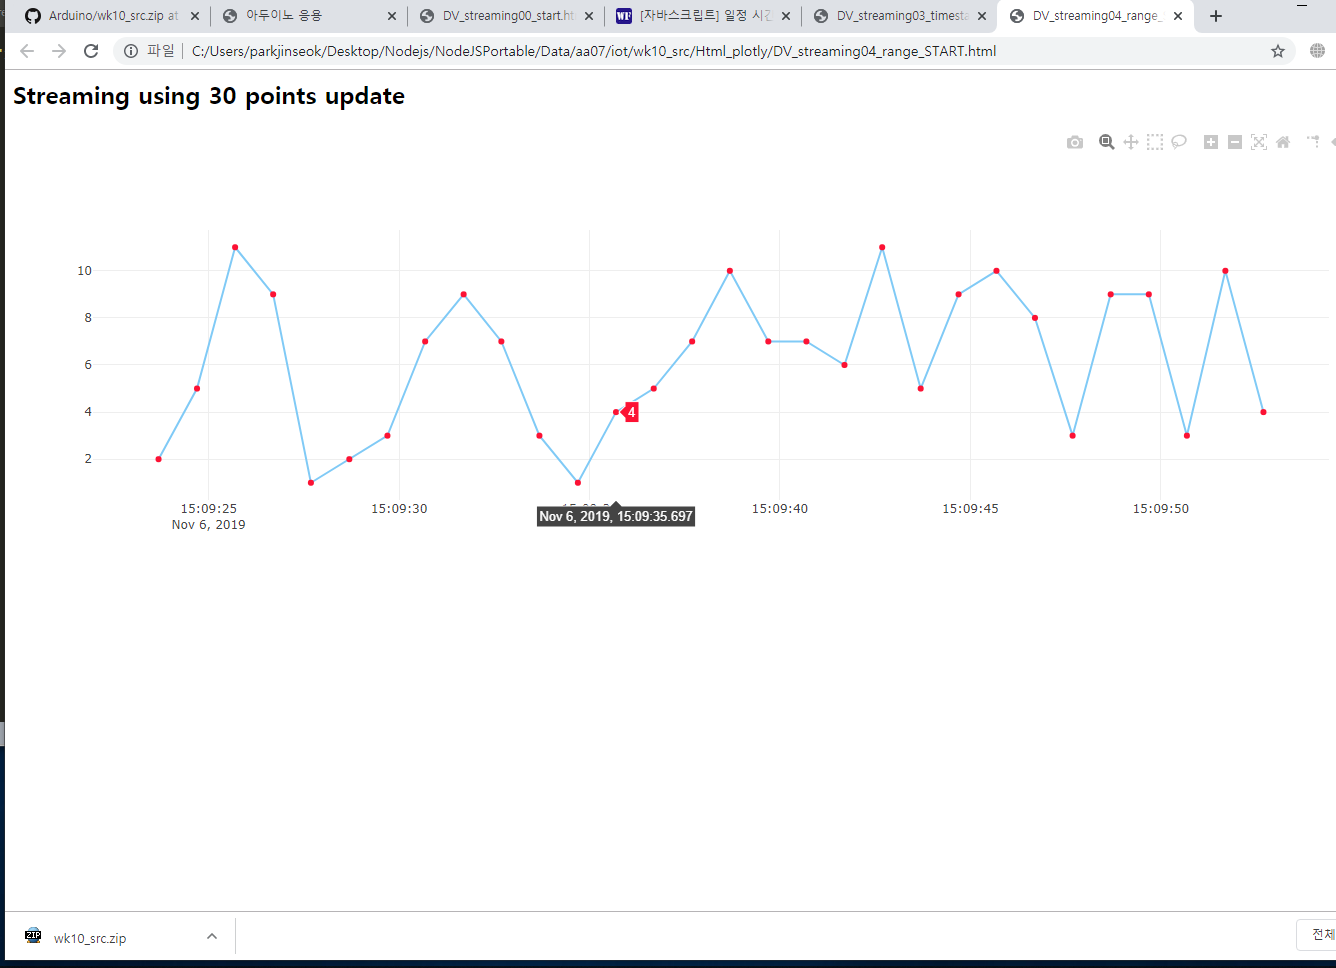 Arduino/wk10_src.zip at
아두이노 응용
DV_streaming00_start.ht
WF [자바스크립트] 일정 시간
DV_streaming03_timesta
DV_streaming04_range_
파일 C:/Users/parkjinseok/Desktop/Nodejs/NodeJSPortable/Data/aa07/iot/wk10_src/Html_plotly/DV_streaming04_range_START.html
Streaming using 30 points update
10
8
6
4
2
4
15:09:25
Nov 6, 2019
15:09:30
Nov 6, 2019, 15:09:35.697
15:09:40
15:09:45
15:09:50
ZIP wk10_src.zip
전체